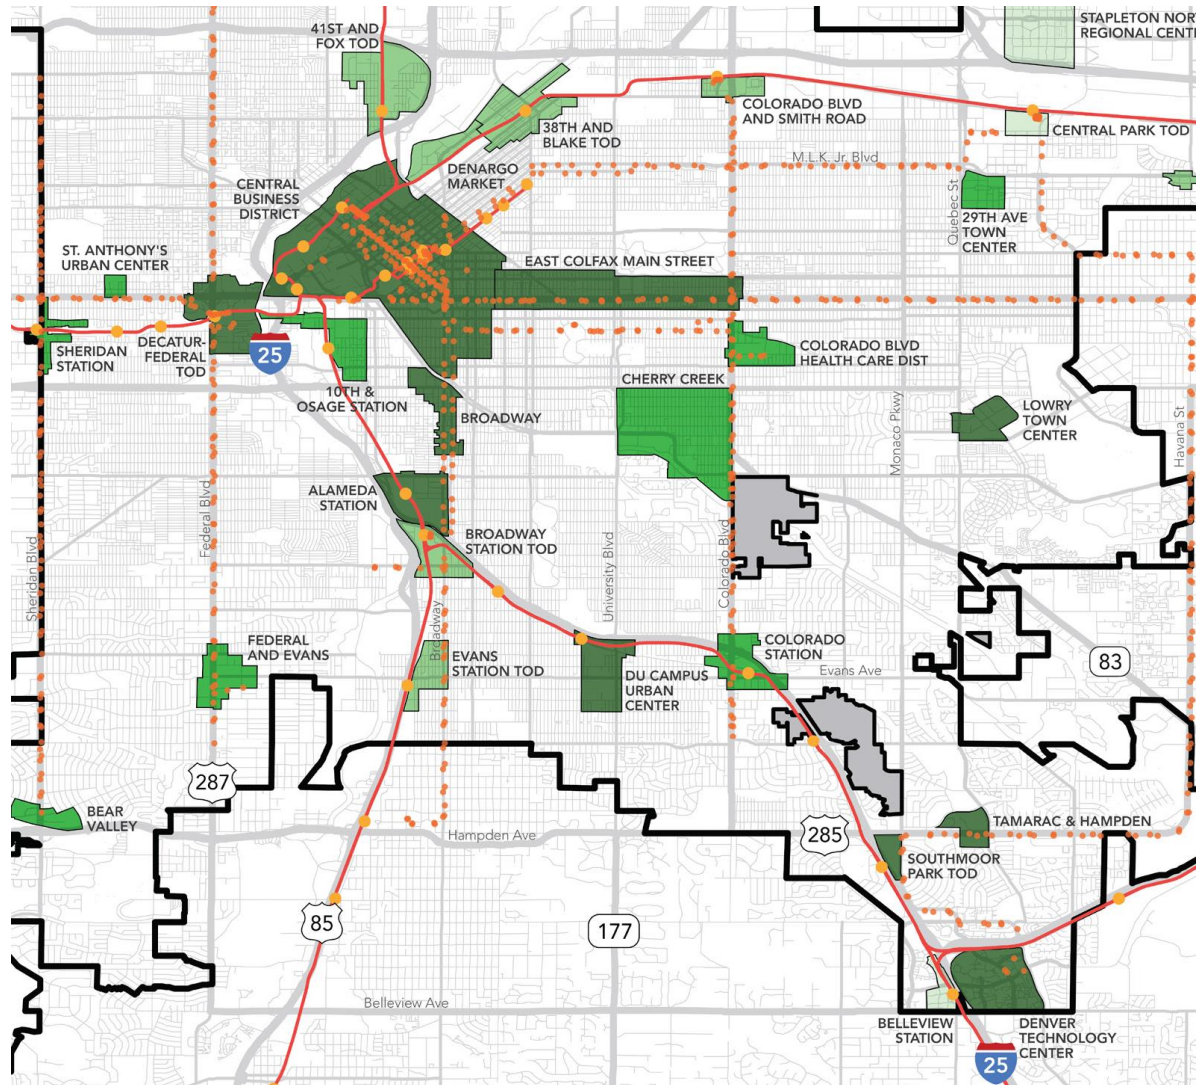 41ST AND
FOX TOD
STAPLETON NOR
REGIONAL CENT
COLORADO BLVD
AND SMITH ROAD
38TH AND
BLAKE TOD
CENTRAL PARK TOD
M.L.K. Jr. Blvd
DENARGO
MARKET
CENTRAL
BUSINESS
DISTRICT
Quebec St
29TH AVE
TOWN
CENTER
ST. ANTHONY'S
URBAN CENTER
EAST COLFAX MAIN STREET
SHERIDAN
STATION
DECATUR-
FEDERAL
TOD
25
10TH &
OSAGE STATION
COLORADO BLVD
HEALTH CARE DIST
CHERRY CREEK
BROADWAY
LOWRY
TOWN
CENTER
Monaco Pkwy
Havana St
ALAMEDA
STATION
Federal Blvd
BROADWAY
STATION TOD
Sheridan Blvd
University Blvd
Colorado Blvd
Broadway
FEDERAL
AND EVANS
EVANS
STATION TOD
DU CAMPUS
URBAN
CENTER
COLORADO
STATION
Evans Ave
83
287
BEAR
VALLEY
Hampden Ave
285
TAMARAC & HAMPDEN
SOUTHMOOR
PARK TOD
85
177
Belleview Ave
BELLEVIEW
STATION
DENVER
TECHNOLOGY
CENTER
25